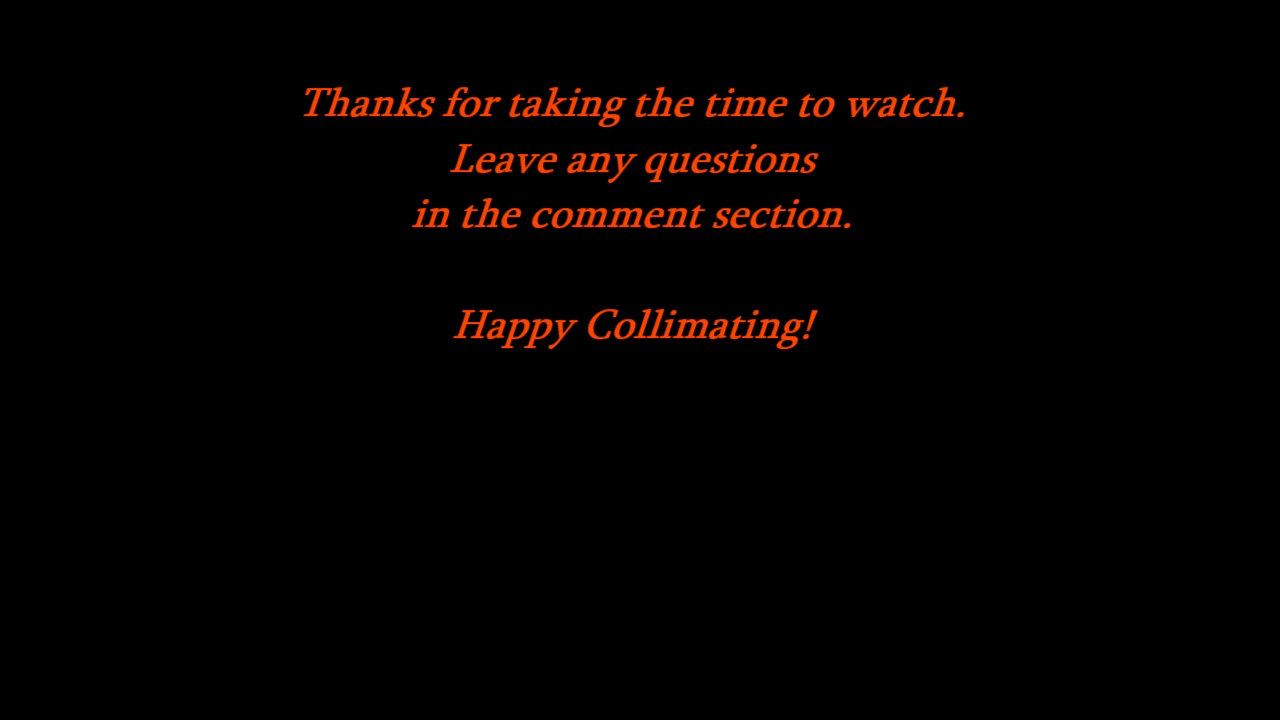 Thanks for taking the time to watch.
Leave any questions
in the comment section.
Happy Collimating!